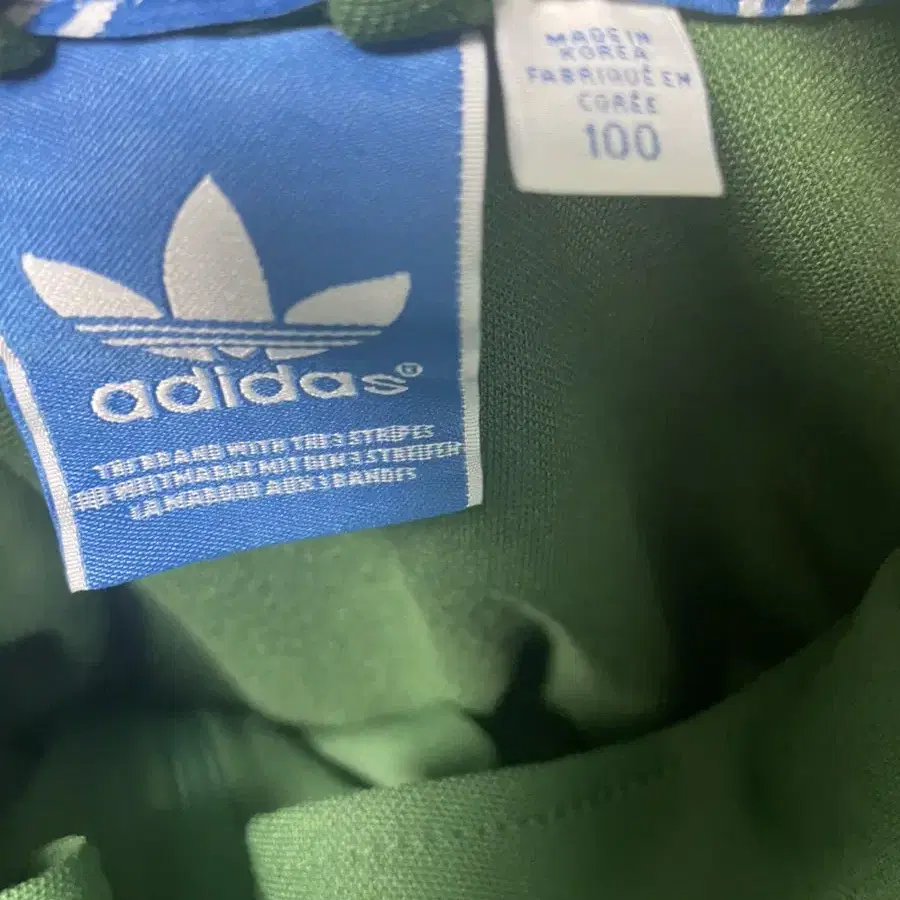 MADE IN
KOREA
FABRIQUÉ EN
CORÉE
100
adidas®
THE BRAND WITH THE 3 STRIPES
DIE WELTMARKE MIT DEN 3 STREIFEN
LA MARQUE AUX 3 BANDES